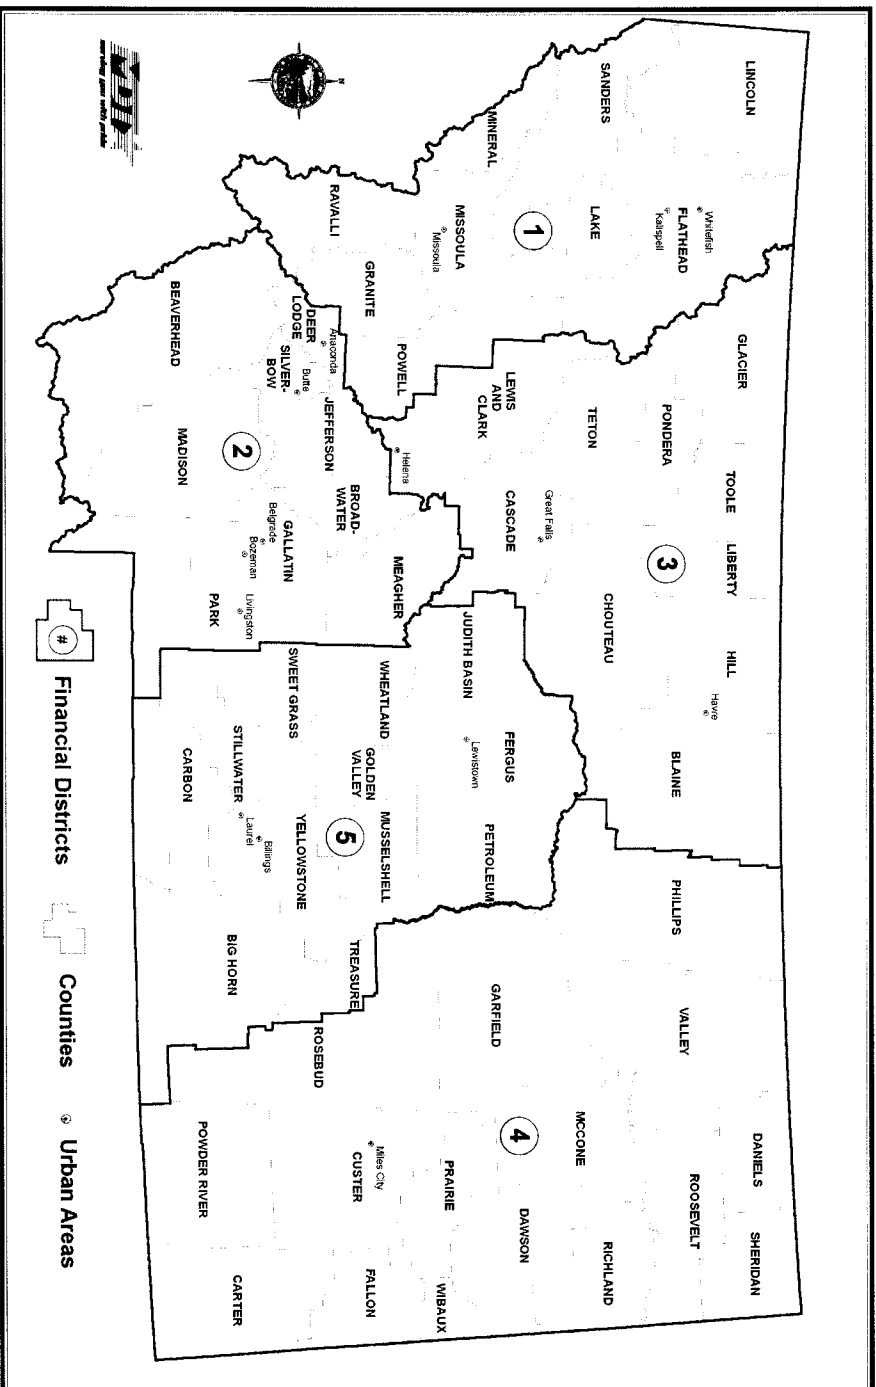 LINCOLN
Whitefish
FLATHEAD
Kalispell
GLACIER
TOOLE
LIBERTY
HILL
Havre
BLAINE
PHILLIPS
VALLEY
DANIELS
SHERIDAN
ROOSEVELT
SANDERS
LAKE
PONDERA
TETON
3
CHOUTEAU
MCCONE
RICHLAND
MINERAL
1
MISSOULA
Missoula
LEWIS
AND
CLARK
Great Falls
CASCADE
JUDITH BASIN
FERGUS
Lewistown
PETROLEUM
GARFIELD
4
DAWSON
PRAIRIE
WIBAUX
RAVALLI
GRANITE
POWELL
Helena
DEER
LODGE
Anaconda
SILVER-
BOW
Butte
JEFFERSON
BROAD-
WATER
MEAGHER
WHEATLAND
GOLDEN
VALLEY
MUSSELSHELL
5
TREASURE
ROSEBUD
Miles City
CUSTER
FALLON
BEAVERHEAD
MADISON
2
GALLATIN
Belgrade
Bozeman
Livingston
PARK
SWEET GRASS
STILLWATER
YELLOWSTONE
Billings
Laurel
CARBON
BIG HORN
POWDER RIVER
CARTER
N
serving you with pride
# Financial Districts
Counties
Urban Areas